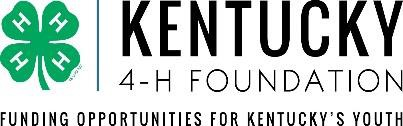 H H
H H
KENTUCKY
4-H FOUNDATION
FUNDING OPPORTUNITIES FOR KENTUCKY'S YOUTH